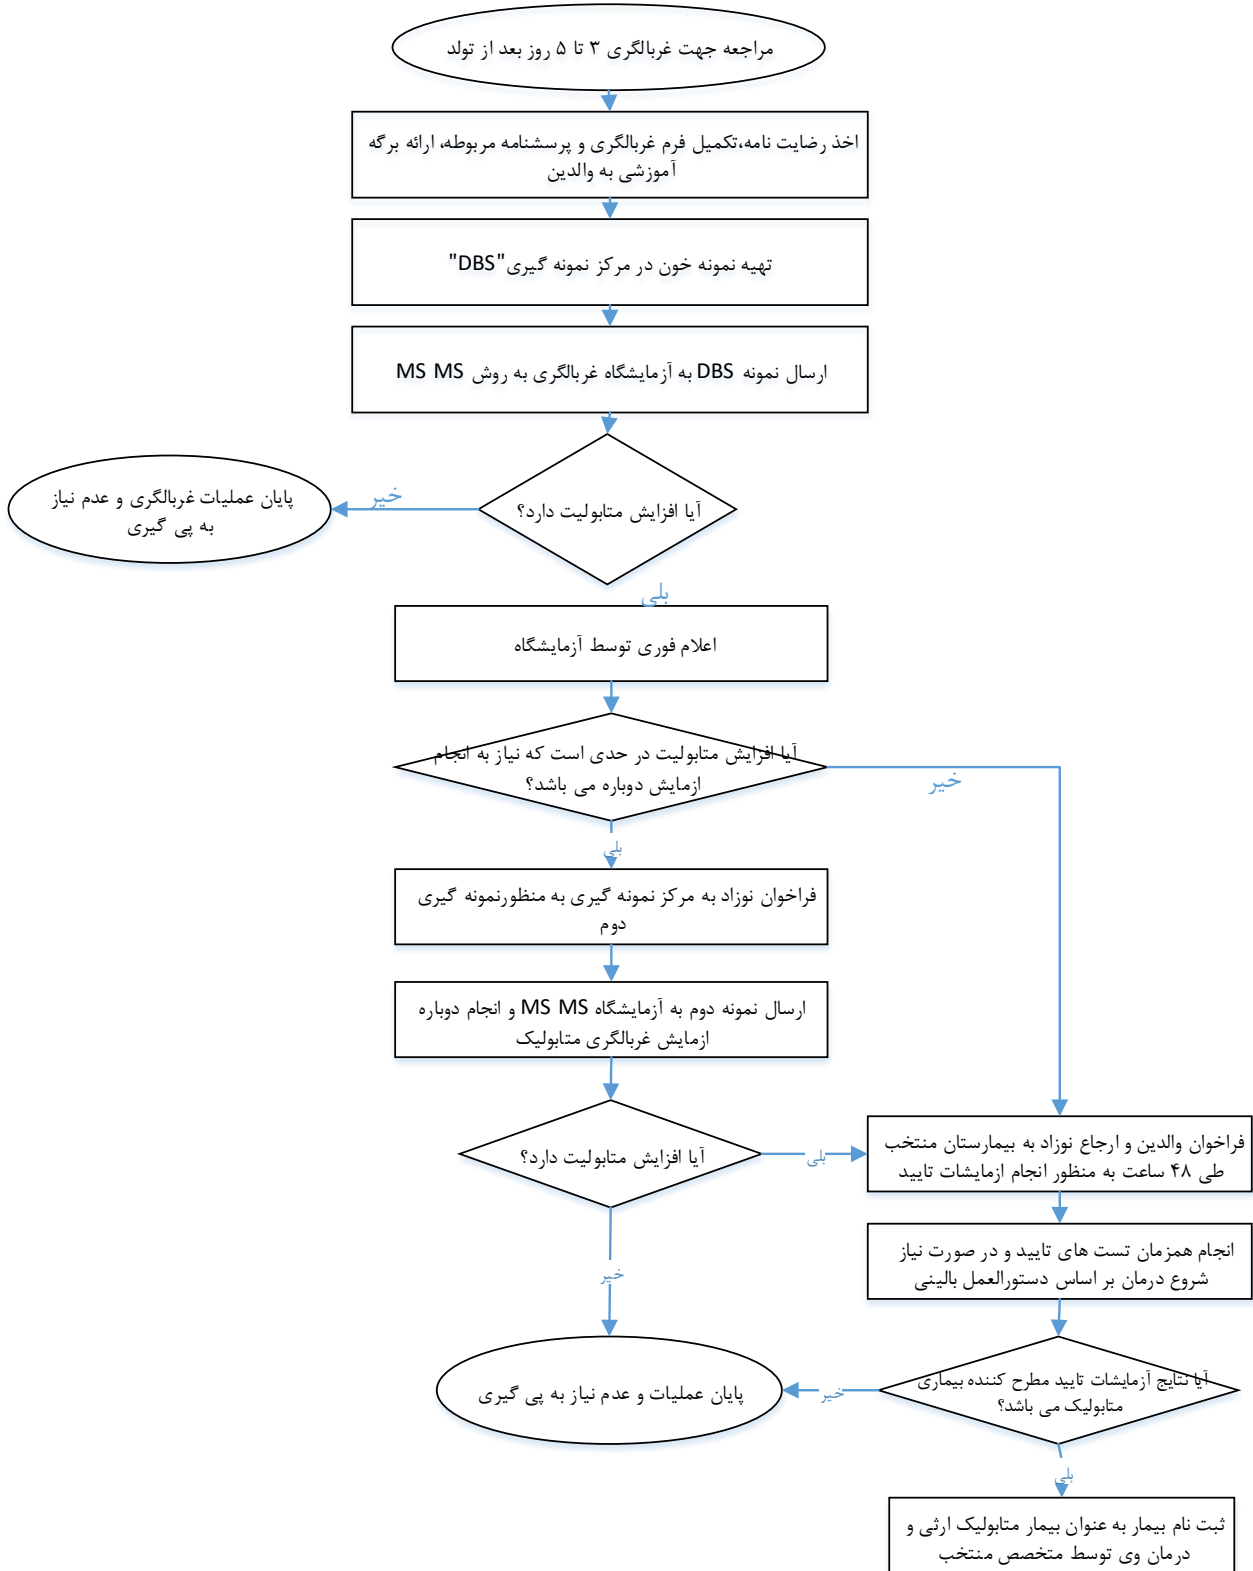 مراجعه جهت غربالگری ۳ تا ۵ روز بعد از تولد
اخذ رضایت نامه،تکمیل فرم غربالگری و پرسشنامه مربوطه، ارائه برگه
آموزشی به والدین
تهیه نمونه خون در مرکز نمونه گیری"DBS"
ارسال نمونه DBS به آزمایشگاه غربالگری به روش MS MS
آیا افزایش متابولیت دارد؟
خیر
پایان عملیات غربالگری و عدم نیاز
به پی گیری
بلی
اعلام فوری توسط آزمایشگاه
آیا افزایش متابولیت در حدی است که نیاز به انجام
ازمایش دوباره می باشد؟
خیر
بلی
فراخوان نوزاد به مرکز نمونه گیری به منظورنمونه گیری
دوم
ارسال نمونه دوم به آزمایشگاه MS MS و انجام دوباره
ازمایش غربالگری متابولیک
آیا افزایش متابولیت دارد؟
بلی
فراخوان والدین و ارجاع نوزاد به بیمارستان منتخب
طی ۴۸ ساعت به منظور انجام ازمایشات تایید
انجام همزمان تست های تایید و در صورت نیاز
شروع درمان بر اساس دستورالعمل بالینی
خیر
آیا نتایج آزمایشات تایید مطرح کننده بیماری
متابولیک می باشد؟
خیر
پایان عملیات و عدم نیاز به پی گیری
بلی
ثبت نام بیمار به عنوان بیمار متابولیک ارثی و
درمان وی توسط متخصص منتخب